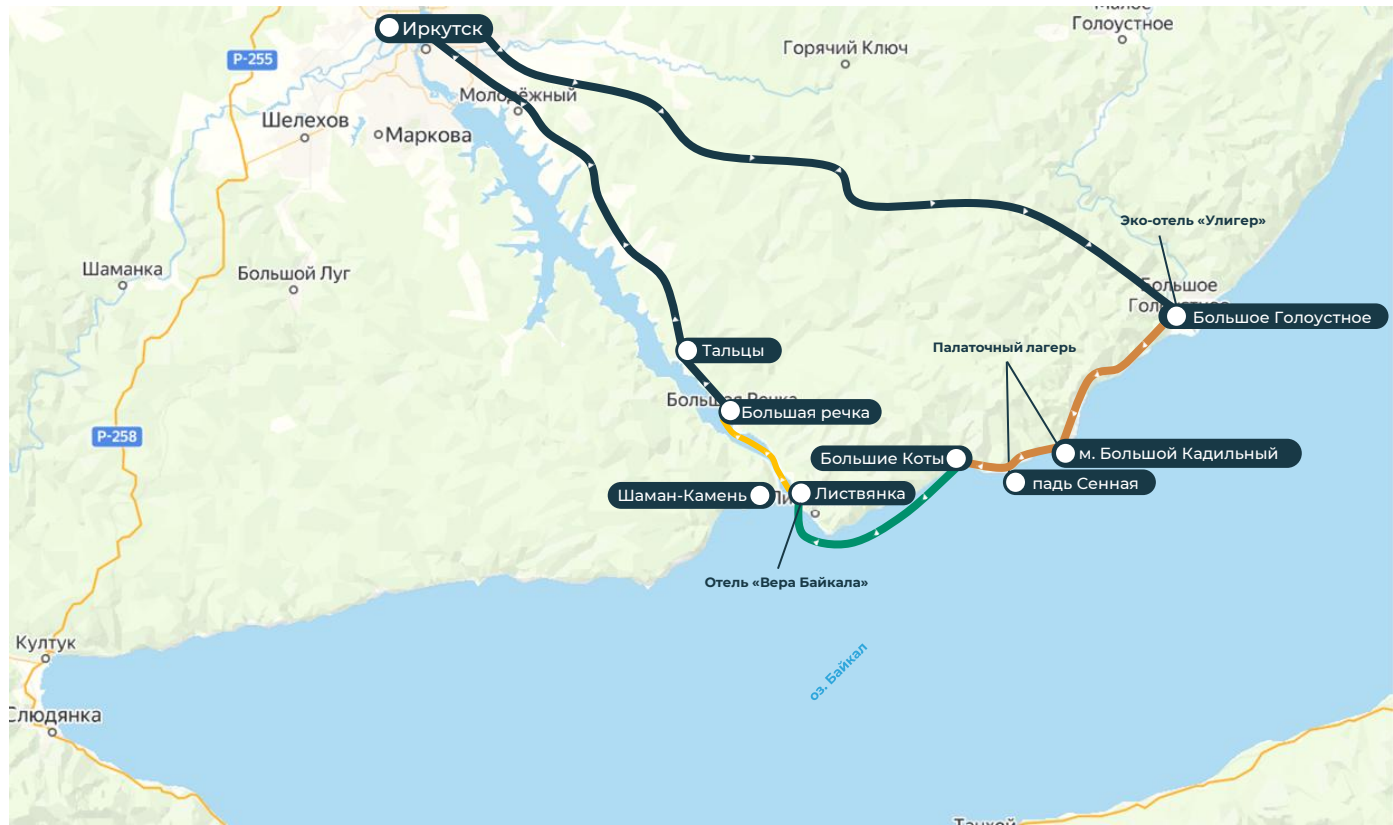 Малое
Голоустное
Иркутск
Горячий Ключ
Р-255
Молодёжный
Шелехов
Маркова
Эко-отель «Улигер»
Шаманка
Большой Луг
Большое
Большое Голоустное
Палаточный лагерь
Тальцы
Большая Речка
Большая речка
Р-258
Большие Коты
м. Большой Кадильный
падь Сенная
Шаман-Камень
Листвянка
Отель «Вера Байкала»
оз. Байкал
Култук
Слюдянка
Танхой